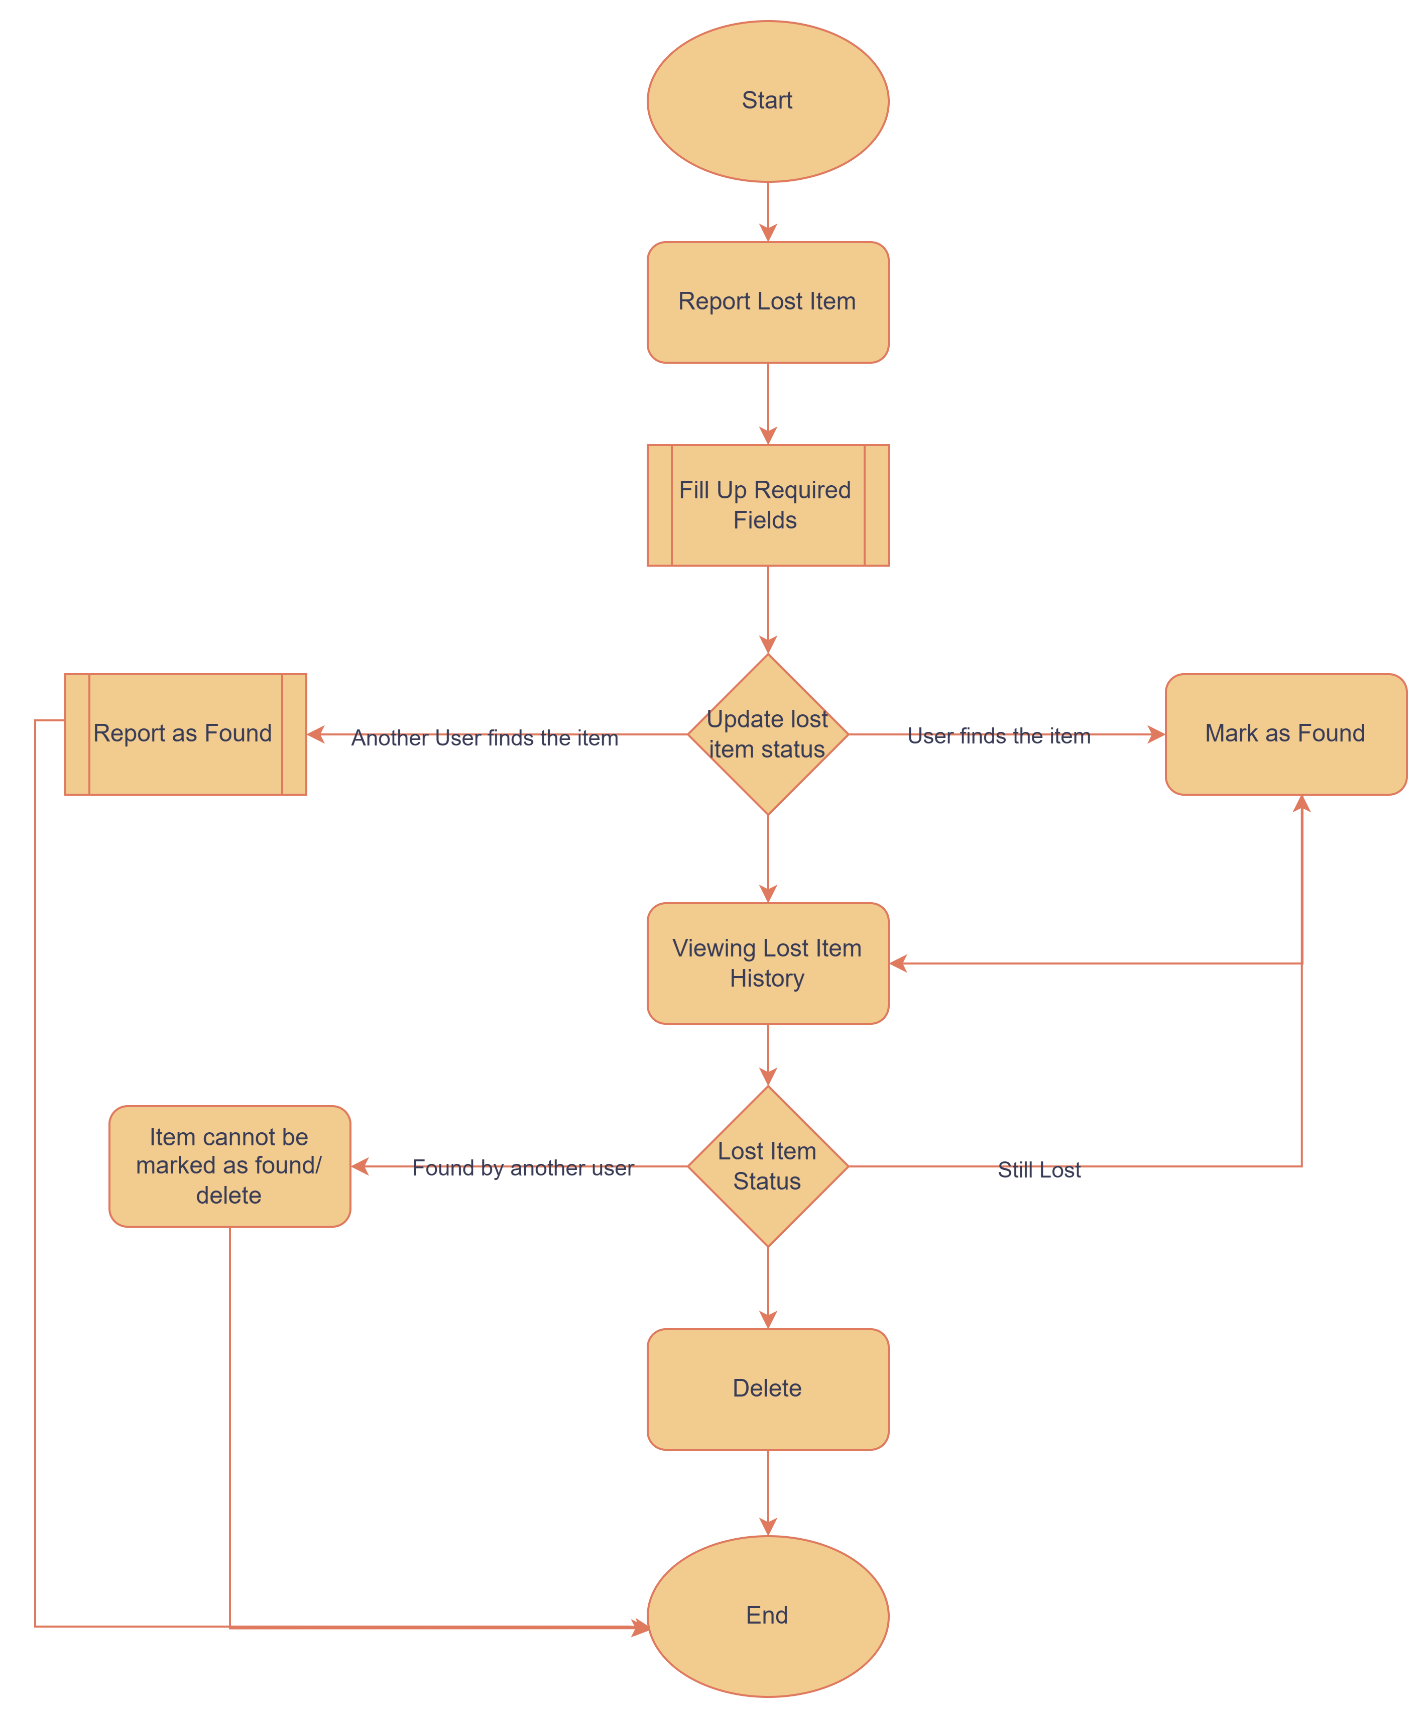 Start
Report Lost Item
Fill Up Required
Fields
Report as Found
Another User finds the item
Update lost
item status
User finds the item
Mark as Found
Viewing Lost Item
History
Item cannot be
marked as found/
delete
Found by another user
Lost Item
Status
Still Lost
Delete
End